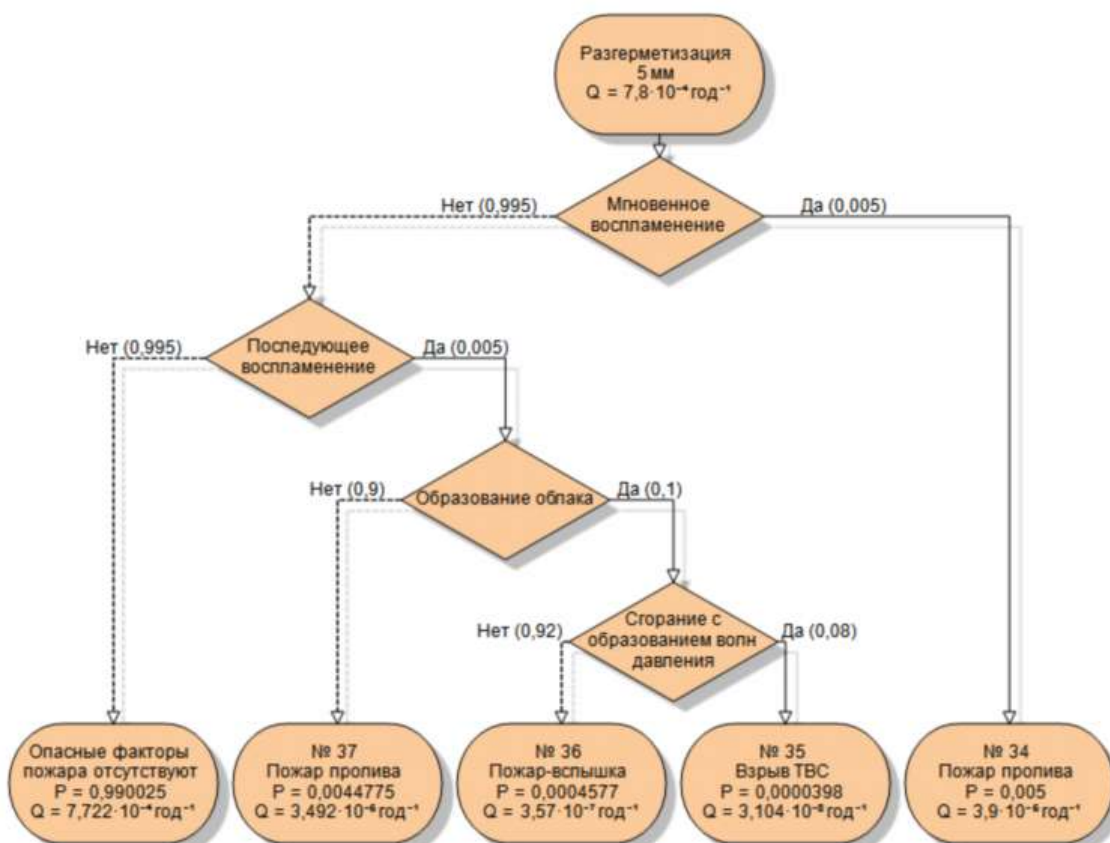 Разгерметизация
5 мм
Q = 7,8·10⁻⁴ год⁻¹
Мгновенное
воспламенение
Нет (0,995)
Да (0,005)
Последующее
воспламенение
Нет (0,995)
Да (0,005)
Образование облака
Нет (0,9)
Да (0,1)
Сгорание с
образованием волн
давления
Нет (0,92)
Да (0,08)
Опасные факторы
пожара отсутствуют
P = 0,990025
Q = 7,722·10⁻⁴ год⁻¹
№ 37
Пожар пролива
P = 0,0044775
Q = 3,492·10⁻⁶ год⁻¹
№ 36
Пожар-вспышка
P = 0,0004577
Q = 3,57·10⁻⁷ год⁻¹
№ 35
Взрыв ТВС
P = 0,0000398
Q = 3,104·10⁻⁸ год⁻¹
№ 34
Пожар пролива
P = 0,005
Q = 3,9·10⁻⁶ год⁻¹